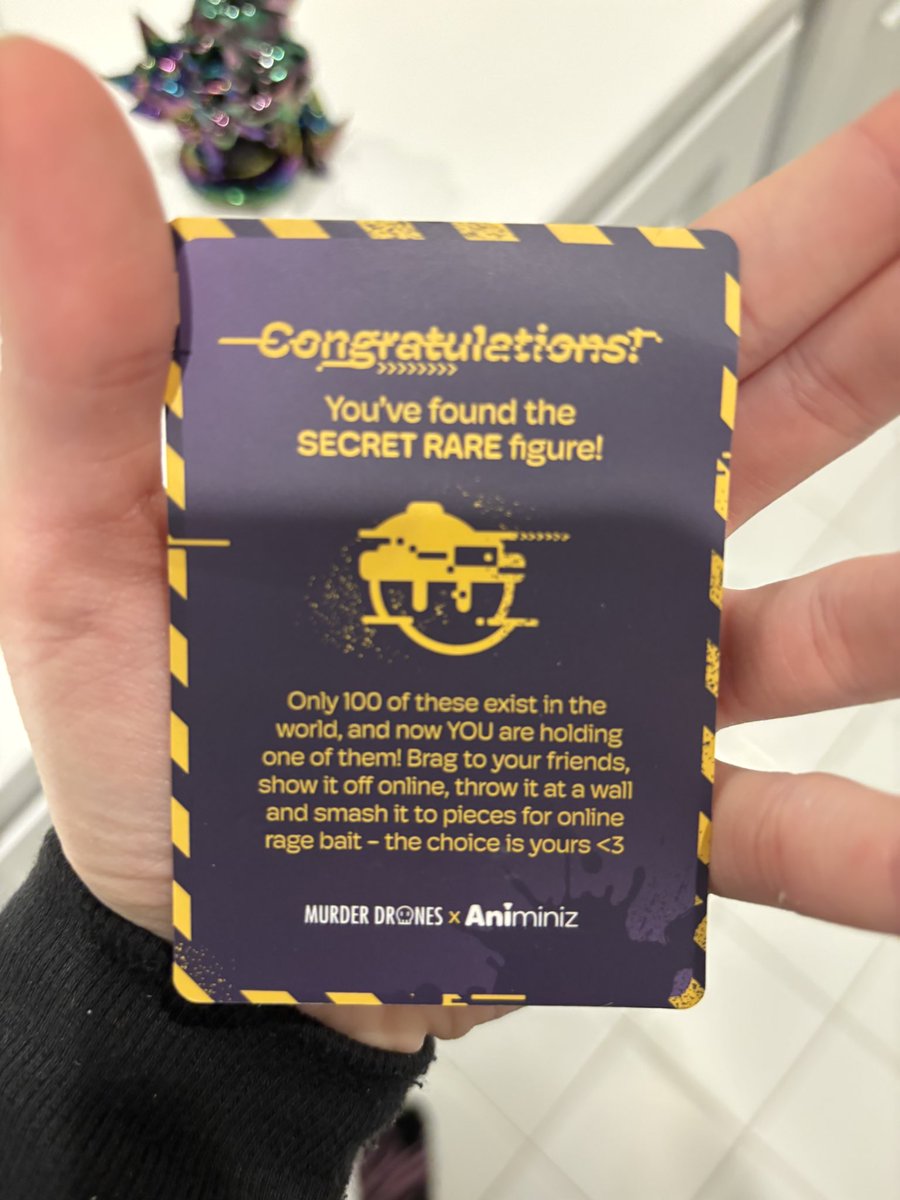 Congratulations!
You've found the
SECRET RARE figure!
Only 100 of these exist in the
world, and now YOU are holding
one of them! Brag to your friends,
show it off online, throw it at a wall
and smash it to pieces for online
rage bait – the choice is yours <3
MURDER DRONES x Animiniz